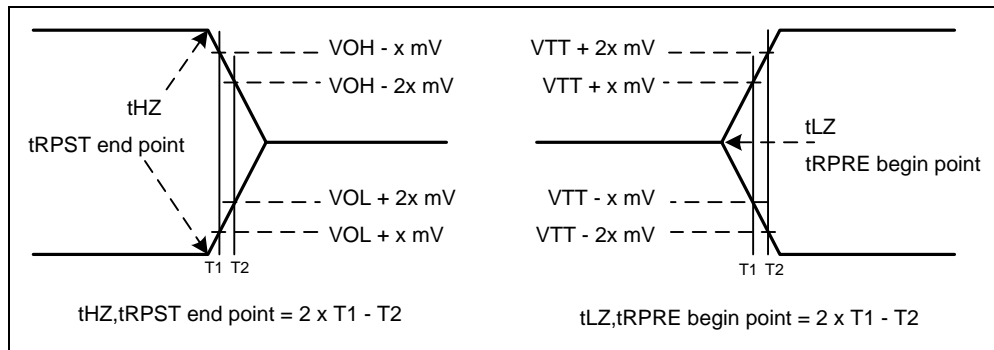 VOH - x mV
VOH - 2x mV
tHZ
tRPST end point
VOL + 2x mV
VOL + x mV
T1 T2
tHZ,tRPST end point = 2 x T1 - T2
VTT + 2x mV
VTT + x mV
tLZ
tRPRE begin point
VTT - x mV
VTT - 2x mV
T1 T2
tLZ,tRPRE begin point = 2 x T1 - T2